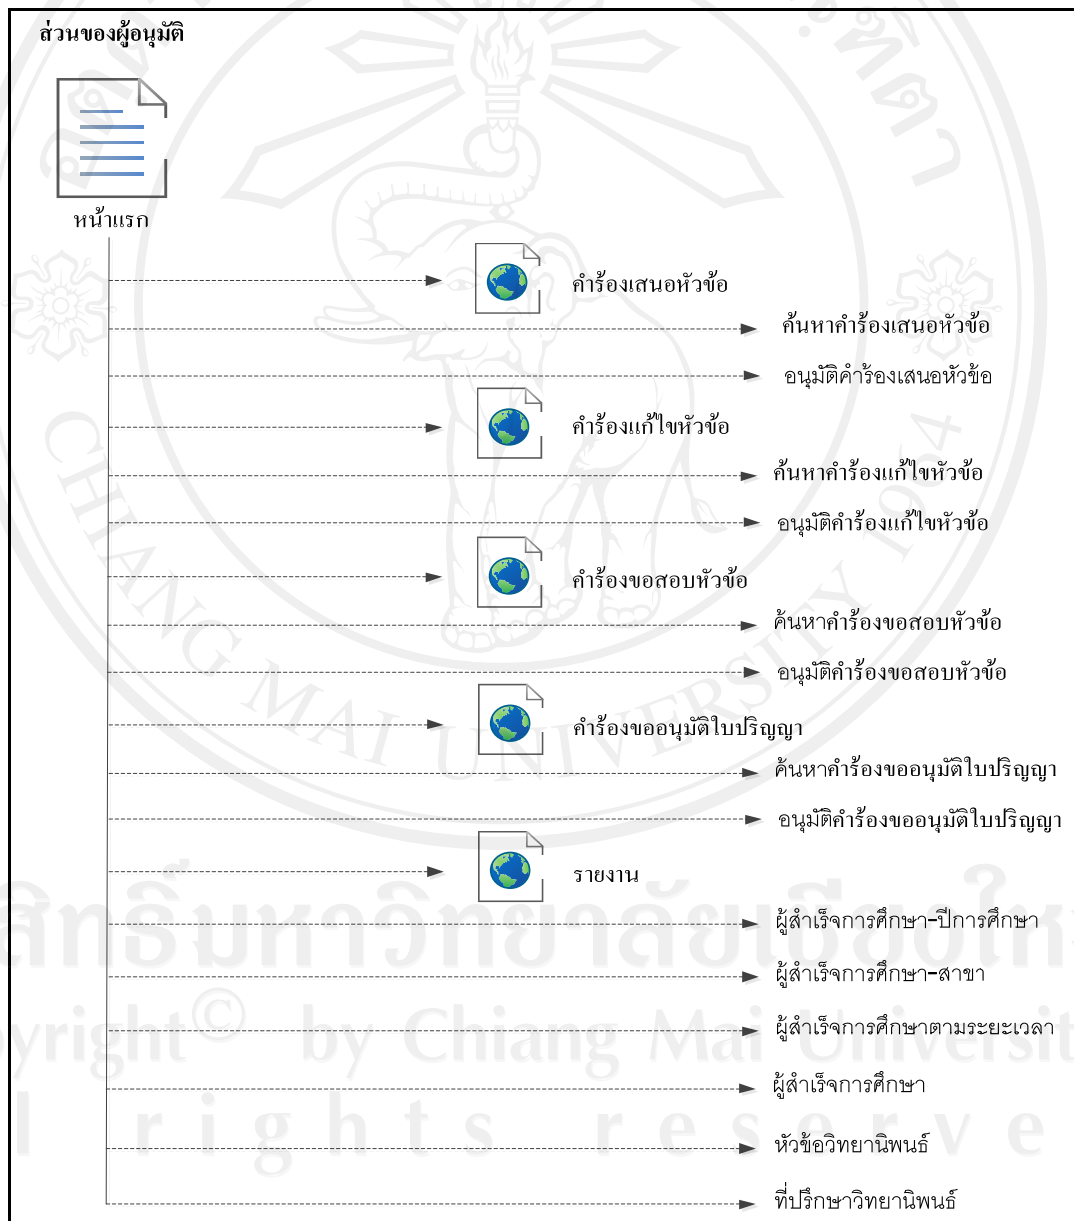 ส่วนของผู้อนุมัติ
หน้าแรก
คำร้องเสนอหัวข้อ
ค้นหาคำร้องเสนอหัวข้อ
อนุมัติคำร้องเสนอหัวข้อ
คำร้องแก้ไขหัวข้อ
ค้นหาคำร้องแก้ไขหัวข้อ
อนุมัติคำร้องแก้ไขหัวข้อ
คำร้องขอสอบหัวข้อ
ค้นหาคำร้องขอสอบหัวข้อ
อนุมัติคำร้องขอสอบหัวข้อ
คำร้องขออนุมัติใบปริญญา
ค้นหาคำร้องขออนุมัติใบปริญญา
อนุมัติคำร้องขออนุมัติใบปริญญา
รายงาน
ผู้สำเร็จการศึกษา-ปีการศึกษา
ผู้สำเร็จการศึกษา-สาขา
ผู้สำเร็จการศึกษาตามระยะเวลา
ผู้สำเร็จการศึกษา
หัวข้อวิทยานิพนธ์
ที่ปรึกษาวิทยานิพนธ์
CHIANG MAI UNIVERSITY 1964
© by Chiang Mai